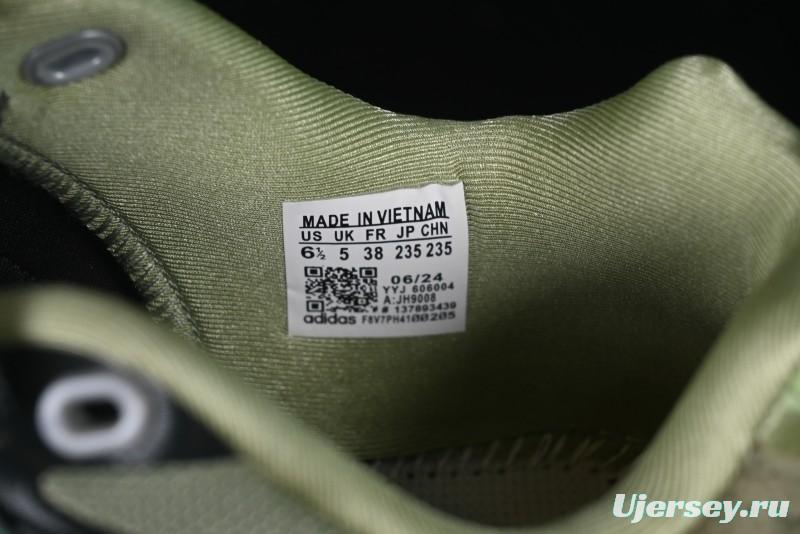 MADE IN VIETNAM
US UK FR JP CHN
6½ 5 38 235 235
06/24
YYJ 606004
A:JH9008
# 137893439
adidas F8V7PH4100205
Ujersey.ru